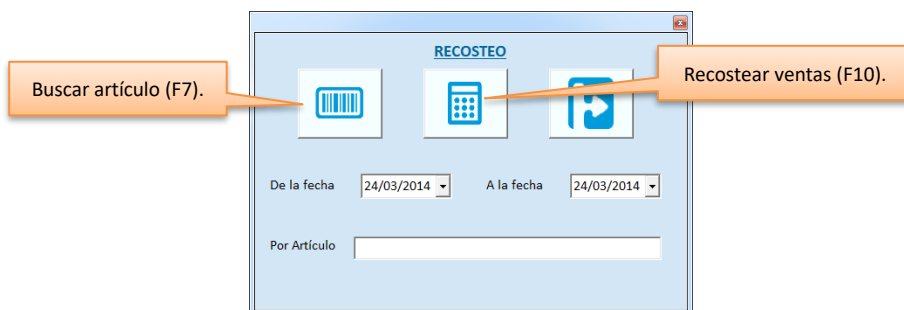 RECOSTEO
Buscar artículo (F7).
Recostear ventas (F10).
De la fecha 24/03/2014 A la fecha 24/03/2014
Por Artículo